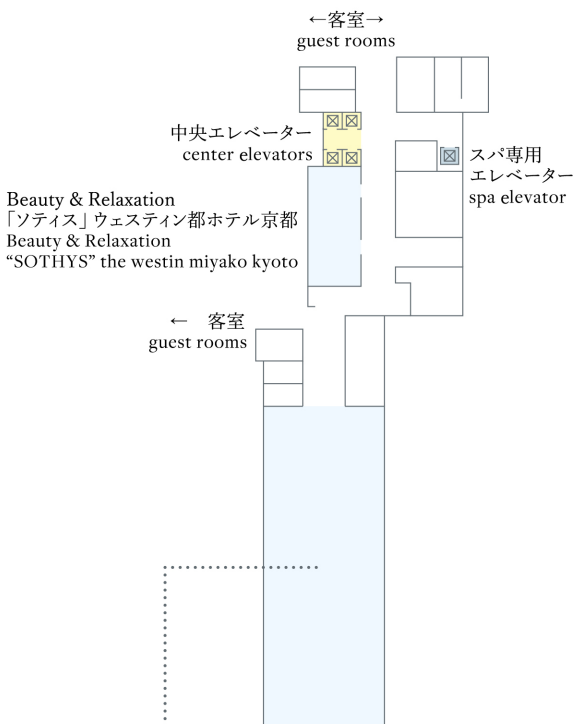 ←客室→
guest rooms
中央エレベーター
center elevators
スパ専用
エレベーター
spa elevator
Beauty & Relaxation
「ソティス」ウェスティン都ホテル京都
Beauty & Relaxation
“SOTHYS” the westin miyako kyoto
← 客室
guest rooms